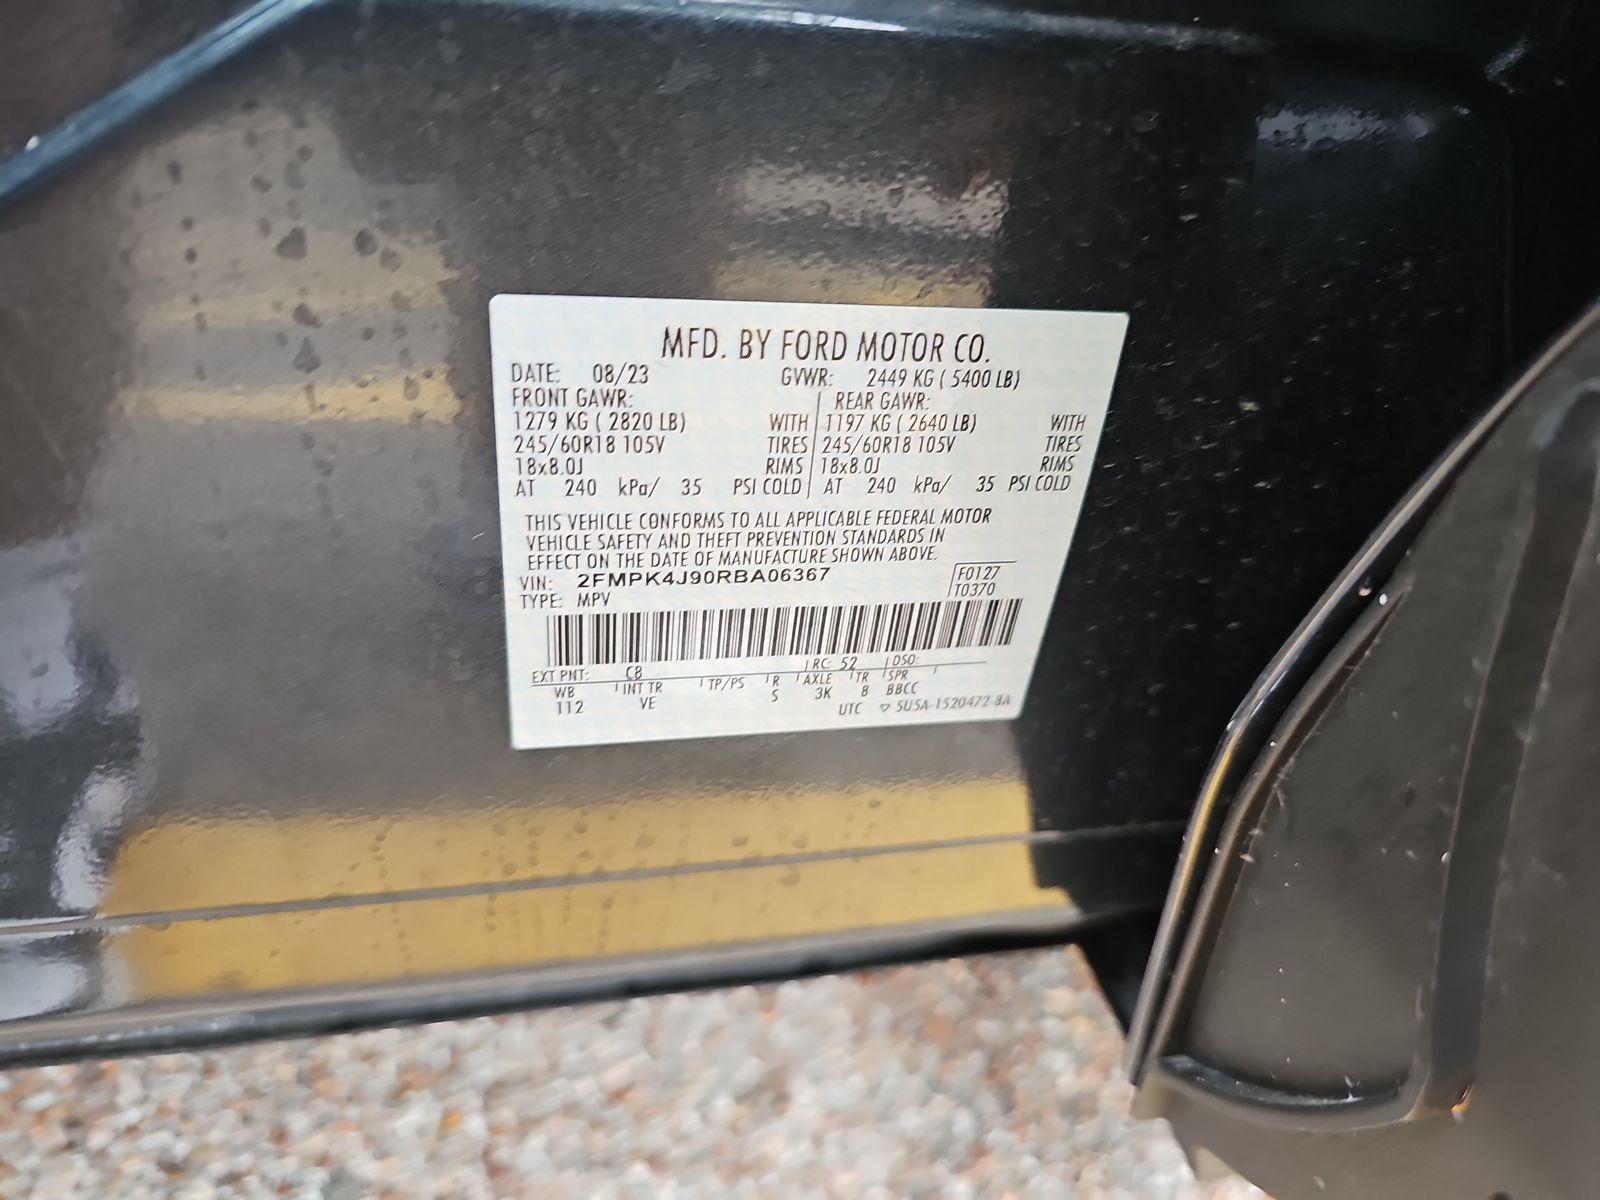 MFD. BY FORD MOTOR CO.
DATE: 08/23 GVWR: 2449 KG ( 5400 LB)
FRONT GAWR: REAR GAWR:
1279 KG ( 2820 LB) WITH 1197 KG ( 2640 LB) WITH
245/60R18 105V TIRES 245/60R18 105V TIRES
18x8.0J RIMS 18x8.0J RIMS
AT 240 kPa/ 35 PSI COLD AT 240 kPa/ 35 PSI COLD
THIS VEHICLE CONFORMS TO ALL APPLICABLE FEDERAL MOTOR
VEHICLE SAFETY AND THEFT PREVENTION STANDARDS IN
EFFECT ON THE DATE OF MANUFACTURE SHOWN ABOVE.
VIN: 2FMPK4J90RBA06367 F0127
TYPE: MPV T0370
EXT PNT: C8 RC: 52 DSO:
WB INT TR TP/PS R AXLE TR SPR
112 VE S 3K 8 BBCC
UTC ▽ 5U5A-1520472-BA